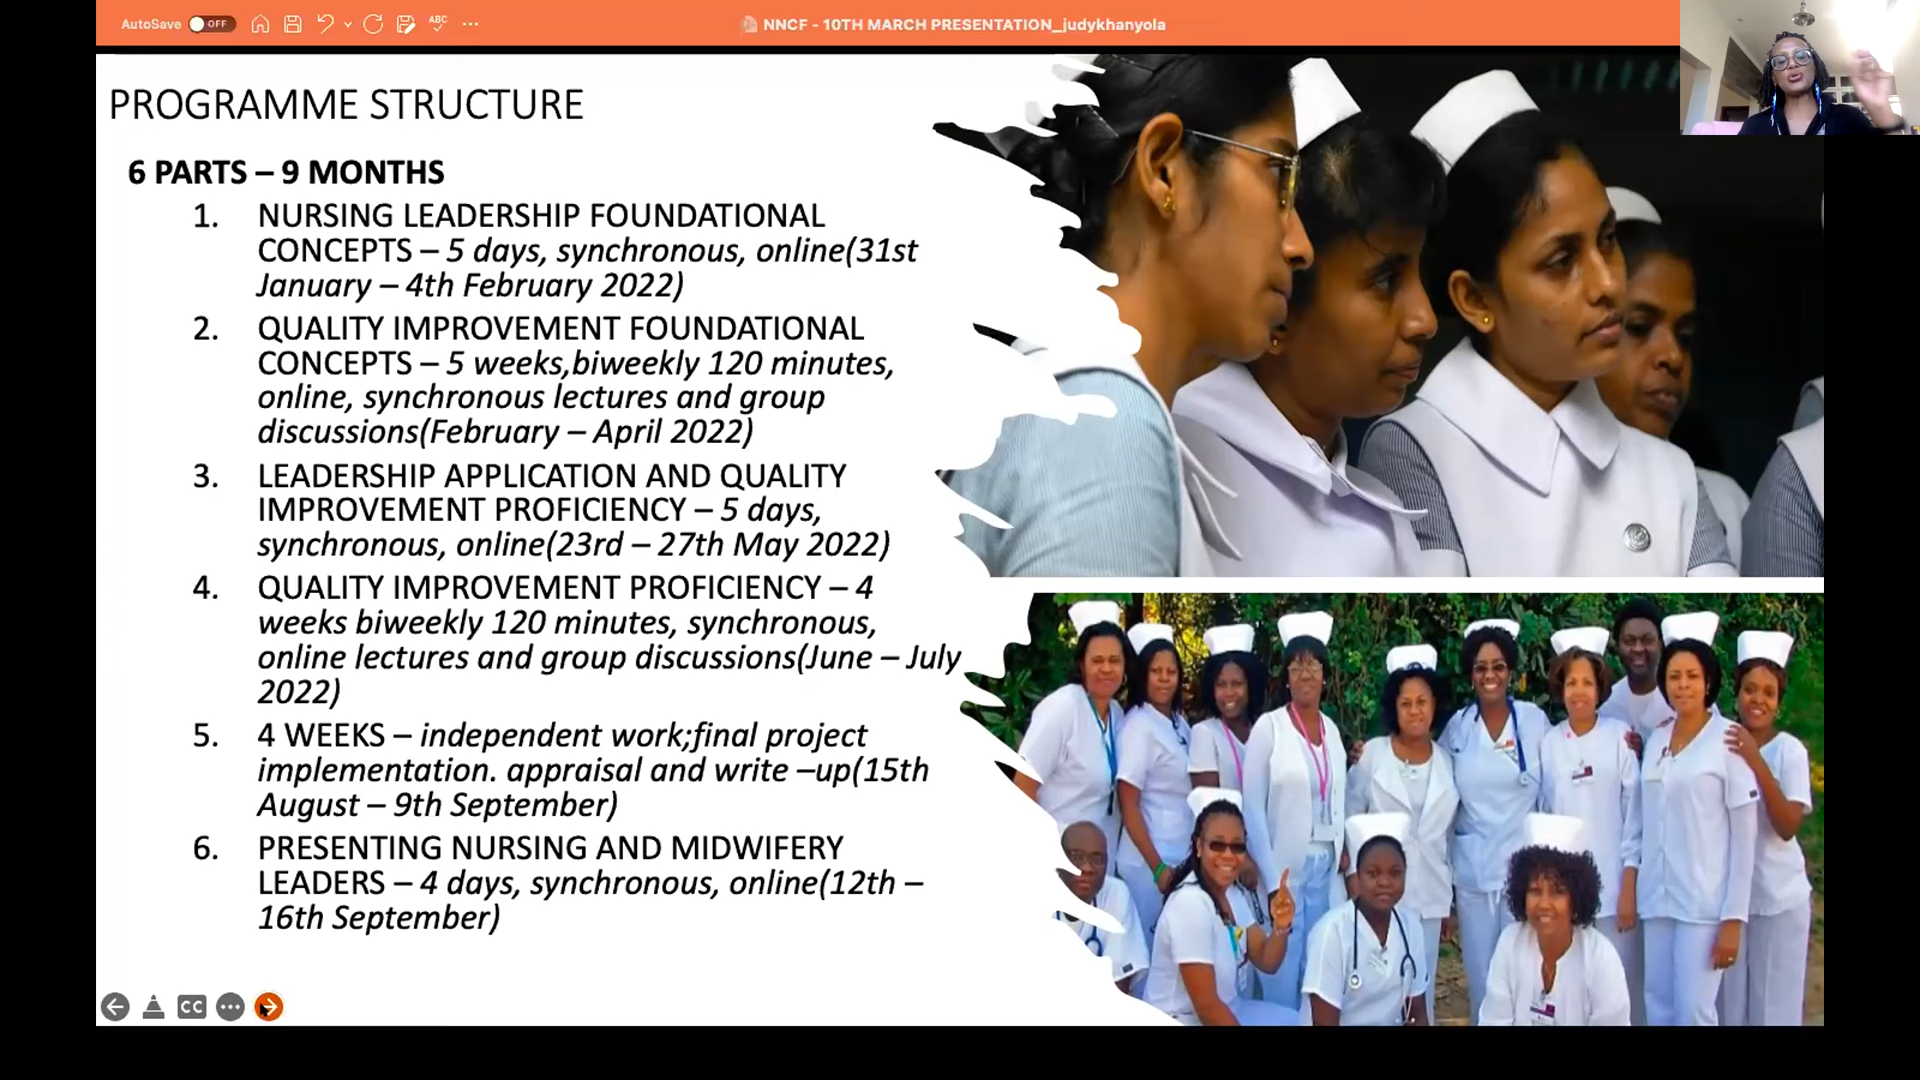 AutoSave OFF
ABC
NNCF - 10TH MARCH PRESENTATION_judykhanyola
PROGRAMME STRUCTURE
6 PARTS – 9 MONTHS
1. NURSING LEADERSHIP FOUNDATIONAL
CONCEPTS – 5 days, synchronous, online(31st
January – 4th February 2022)
2. QUALITY IMPROVEMENT FOUNDATIONAL
CONCEPTS – 5 weeks,biweekly 120 minutes,
online, synchronous lectures and group
discussions(February – April 2022)
3. LEADERSHIP APPLICATION AND QUALITY
IMPROVEMENT PROFICIENCY – 5 days,
synchronous, online(23rd – 27th May 2022)
4. QUALITY IMPROVEMENT PROFICIENCY – 4
weeks biweekly 120 minutes, synchronous,
online lectures and group discussions(June – July
2022)
5. 4 WEEKS – independent work;final project
implementation. appraisal and write –up(15th
August – 9th September)
6. PRESENTING NURSING AND MIDWIFERY
LEADERS – 4 days, synchronous, online(12th –
16th September)
CC